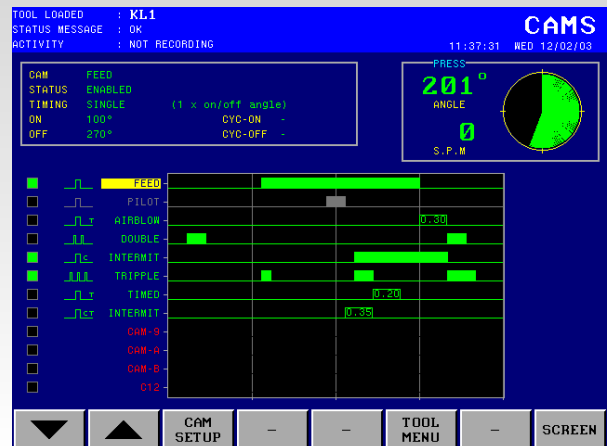 TOOL LOADED : KL1
STATUS MESSAGE : OK
ACTIVITY : NOT RECORDING
CAMS
11:37:31 WED 12/02/03
CAM FEED
STATUS ENABLED
TIMING SINGLE (1 x on/off angle)
ON 100° CYC-ON -
OFF 270° CYC-OFF -
PRESS
201°
ANGLE
0
S.P.M
FEED
PILOT
T AIRBLOW 0.30
DOUBLE
C INTERMIT
TRIPPLE
T TIMED 0.20
CT INTERMIT 0.35
CAM-9
CAM-A
CAM-B
C12
CAM SETUP
-
-
TOOL MENU
-
SCREEN